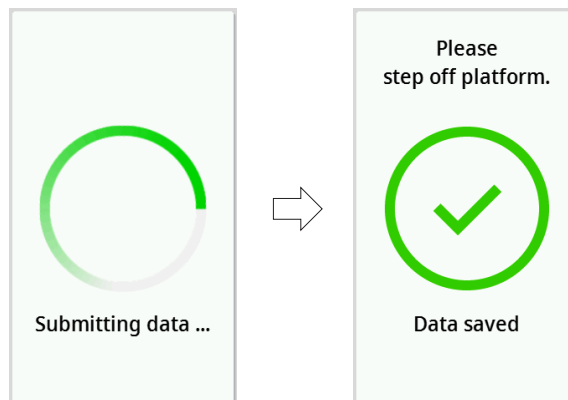 Submitting data ...
Please
step off platform.
Data saved